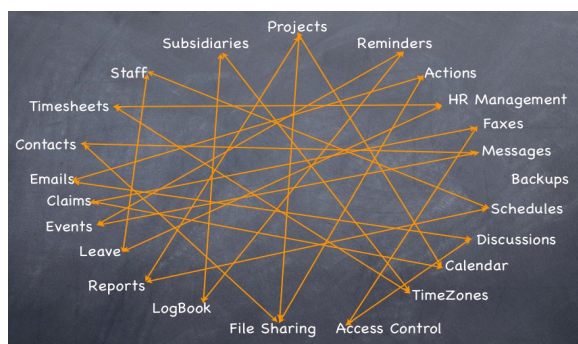 Projects
Subsidiaries
Reminders
Staff
Actions
Timesheets
HR Management
Faxes
Contacts
Messages
Emails
Backups
Claims
Schedules
Events
Discussions
Leave
Calendar
Reports
TimeZones
LogBook
File Sharing
Access Control